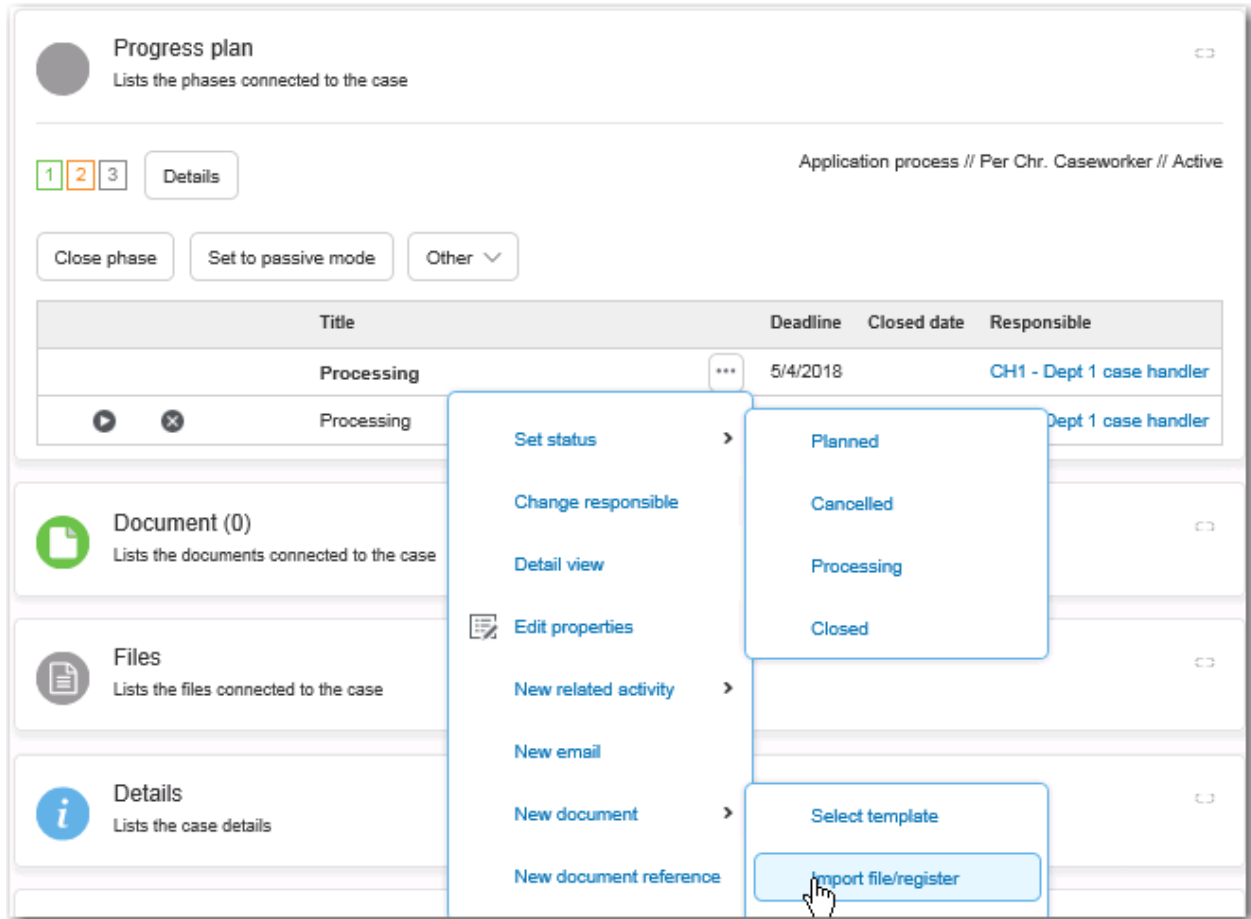 Progress plan
Lists the phases connected to the case
1 2 3 Details
Application process // Per Chr. Caseworker // Active
Close phase Set to passive mode Other
Title Deadline Closed date Responsible
Processing ... 5/4/2018 CH1 - Dept 1 case handler
Processing Dept 1 case handler
Set status
Change responsible
Detail view
Edit properties
New related activity
New email
New document
New document reference
Planned
Cancelled
Processing
Closed
Select template
Import file/register
Document (0)
Lists the documents connected to the case
Files
Lists the files connected to the case
i
Details
Lists the case details